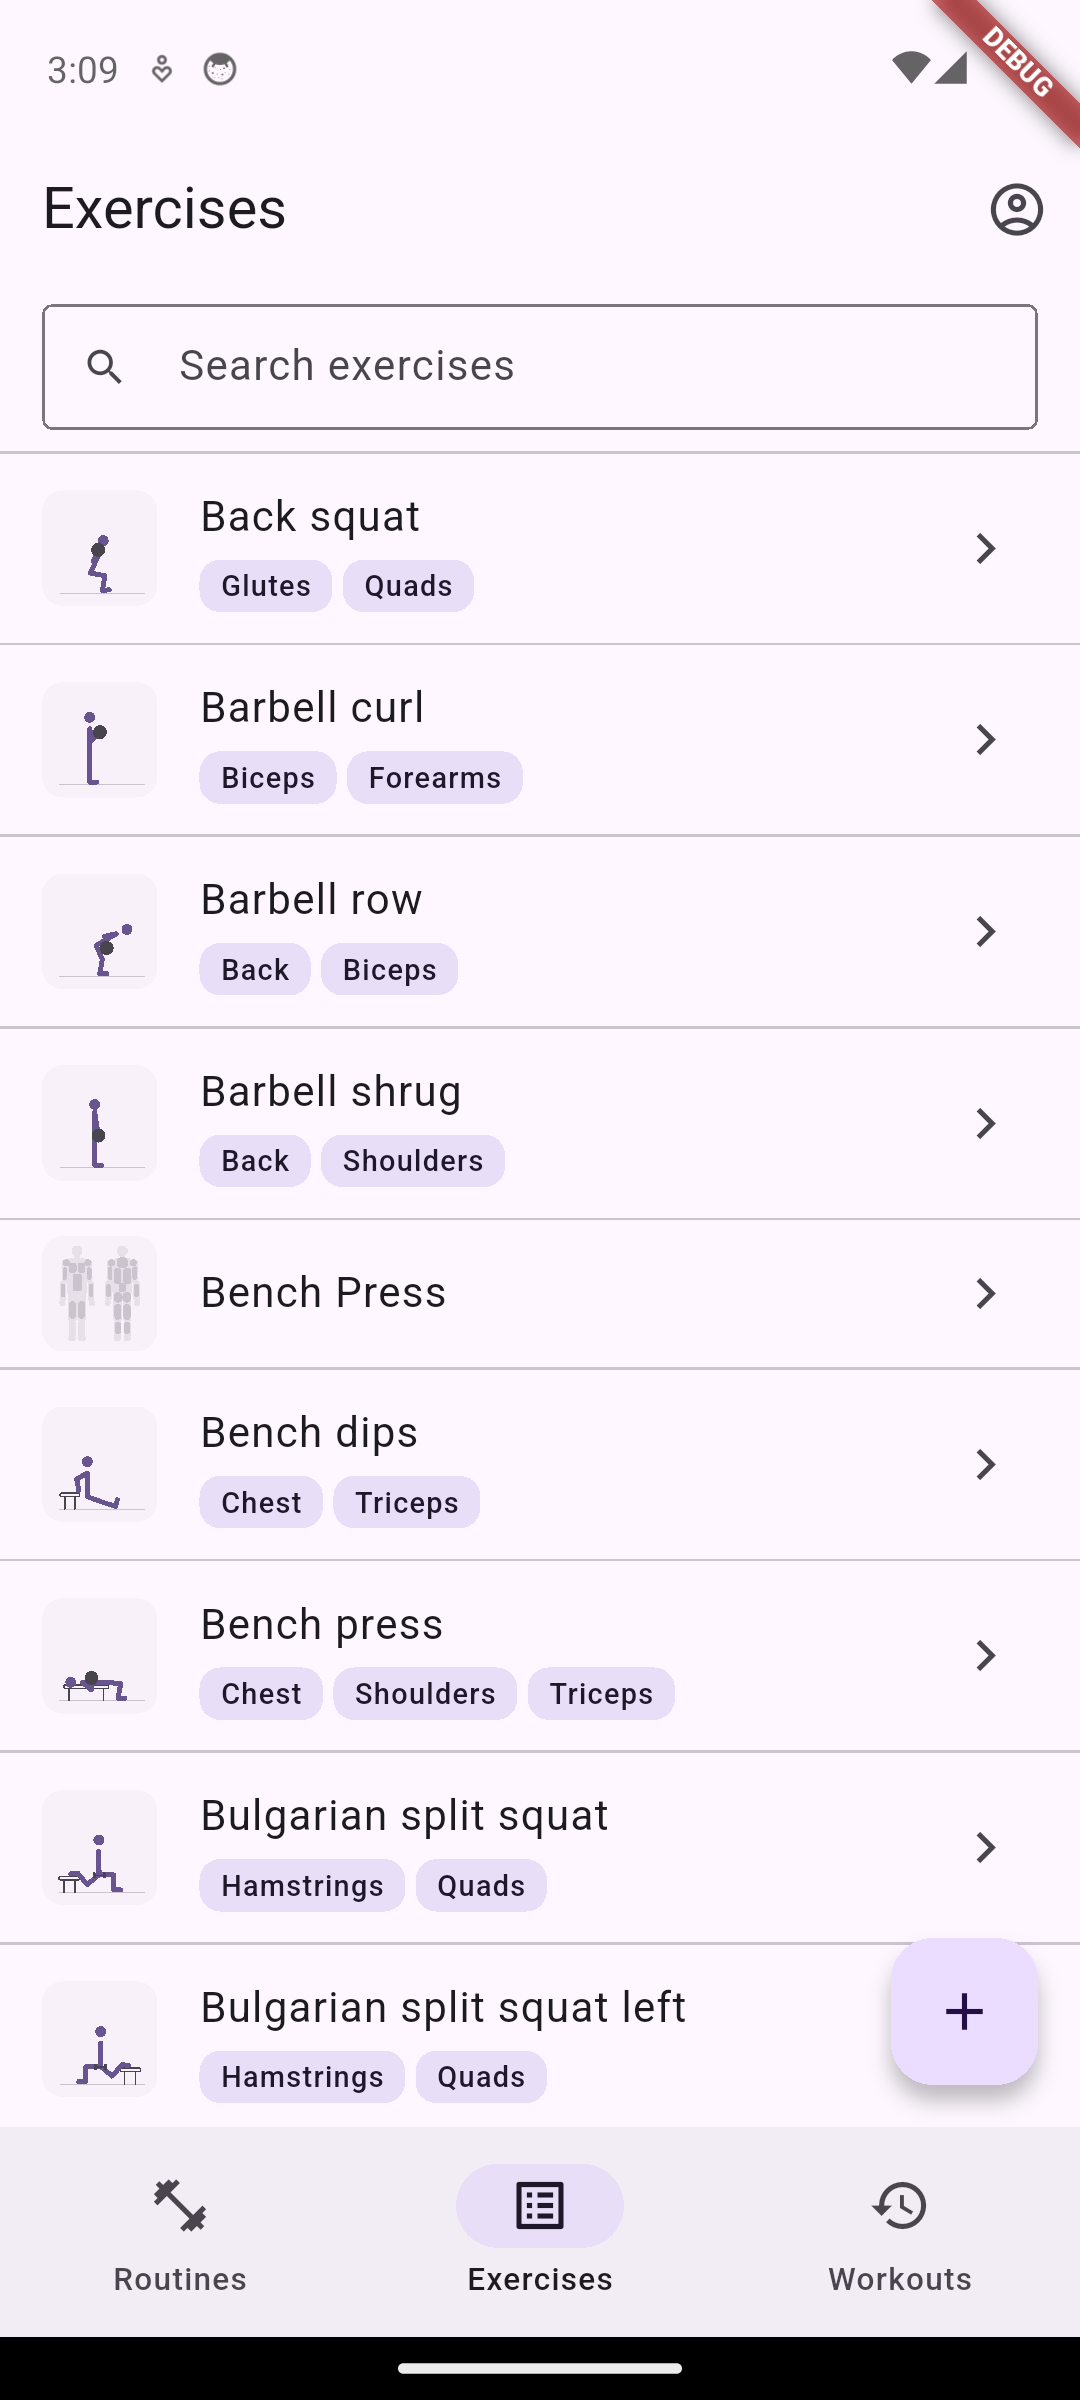 3:09
DEBUG
Exercises
Search exercises
Back squat
Glutes Quads
Barbell curl
Biceps Forearms
Barbell row
Back Biceps
Barbell shrug
Back Shoulders
Bench Press
Bench dips
Chest Triceps
Bench press
Chest Shoulders Triceps
Bulgarian split squat
Hamstrings Quads
Bulgarian split squat left
Hamstrings Quads
Routines Exercises Workouts